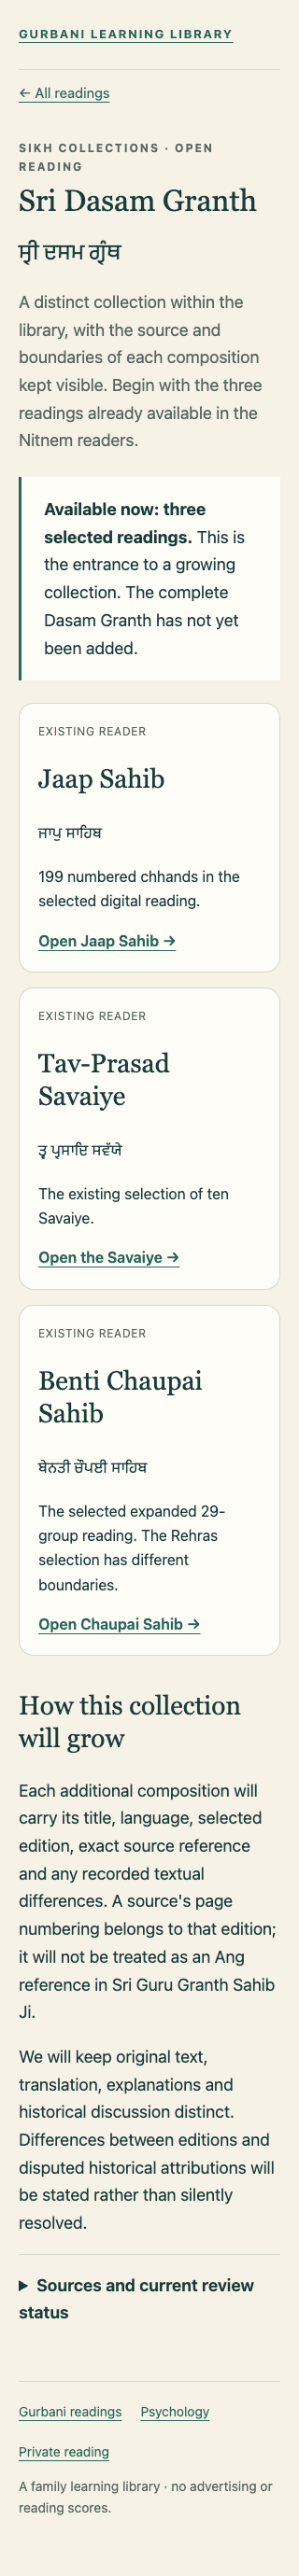 GURBANI LEARNING LIBRARY
← All readings
SIKH COLLECTIONS · OPEN
READING
Sri Dasam Granth
ਸ੍ਰੀ ਦਸਮ ਗ੍ਰੰਥ
A distinct collection within the
library, with the source and
boundaries of each composition
kept visible. Begin with the three
readings already available in the
Nitnem readers.
Available now: three
selected readings. This is
the entrance to a growing
collection. The complete
Dasam Granth has not yet
been added.
EXISTING READER
Jaap Sahib
ਜਾਪੁ ਸਾਹਿਬ
199 numbered chhands in the
selected digital reading.
Open Jaap Sahib →
EXISTING READER
Tav-Prasad
Savaiye
ਤ੍ਵ ਪ੍ਰਸਾਦਿ ਸਵੱਯੇ
The existing selection of ten
Savaiye.
Open the Savaiye →
EXISTING READER
Benti Chaupai
Sahib
ਬੇਨਤੀ ਚੌਪਈ ਸਾਹਿਬ
The selected expanded 29-
group reading. The Rehras
selection has different
boundaries.
Open Chaupai Sahib →
How this collection
will grow
Each additional composition will
carry its title, language, selected
edition, exact source reference
and any recorded textual
differences. A source's page
numbering belongs to that edition;
it will not be treated as an Ang
reference in Sri Guru Granth Sahib
Ji.
We will keep original text,
translation, explanations and
historical discussion distinct.
Differences between editions and
disputed historical attributions will
be stated rather than silently
resolved.
▶ Sources and current review
status
Gurbani readings Psychology
Private reading
A family learning library · no advertising or
reading scores.